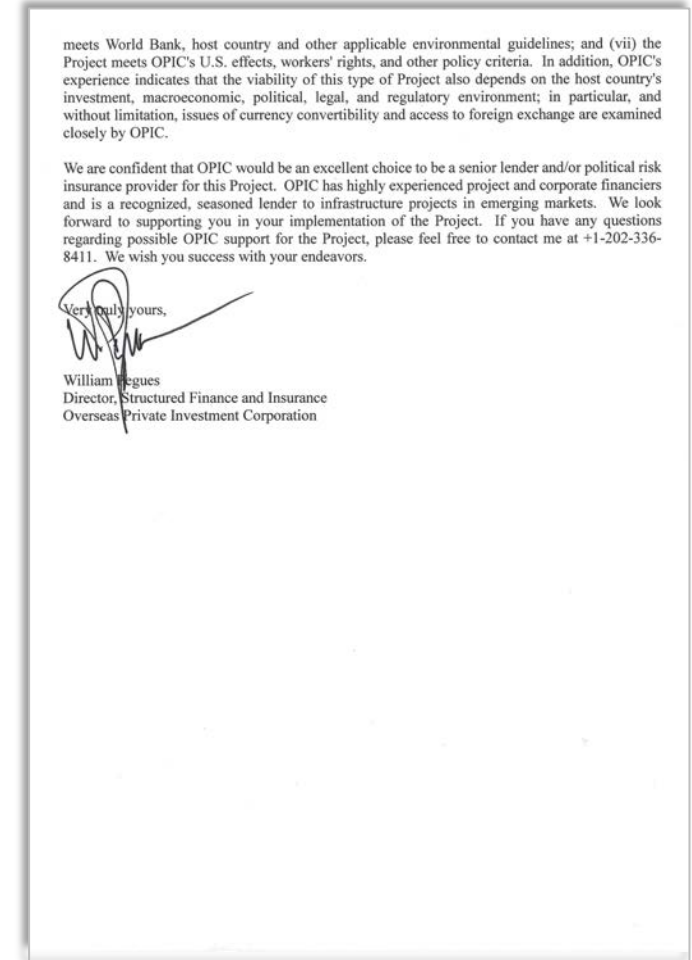 meets World Bank, host country and other applicable environmental guidelines; and (vii) the
Project meets OPIC's U.S. effects, workers' rights, and other policy criteria. In addition, OPIC's
experience indicates that the viability of this type of Project also depends on the host country's
investment, macroeconomic, political, legal, and regulatory environment; in particular, and
without limitation, issues of currency convertibility and access to foreign exchange are examined
closely by OPIC.
We are confident that OPIC would be an excellent choice to be a senior lender and/or political risk
insurance provider for this Project. OPIC has highly experienced project and corporate financiers
and is a recognized, seasoned lender to infrastructure projects in emerging markets. We look
forward to supporting you in your implementation of the Project. If you have any questions
regarding possible OPIC support for the Project, please feel free to contact me at +1-202-336-
8411. We wish you success with your endeavors.
Very truly yours,
William
Director, Structured Finance and Insurance
Overseas Private Investment Corporation